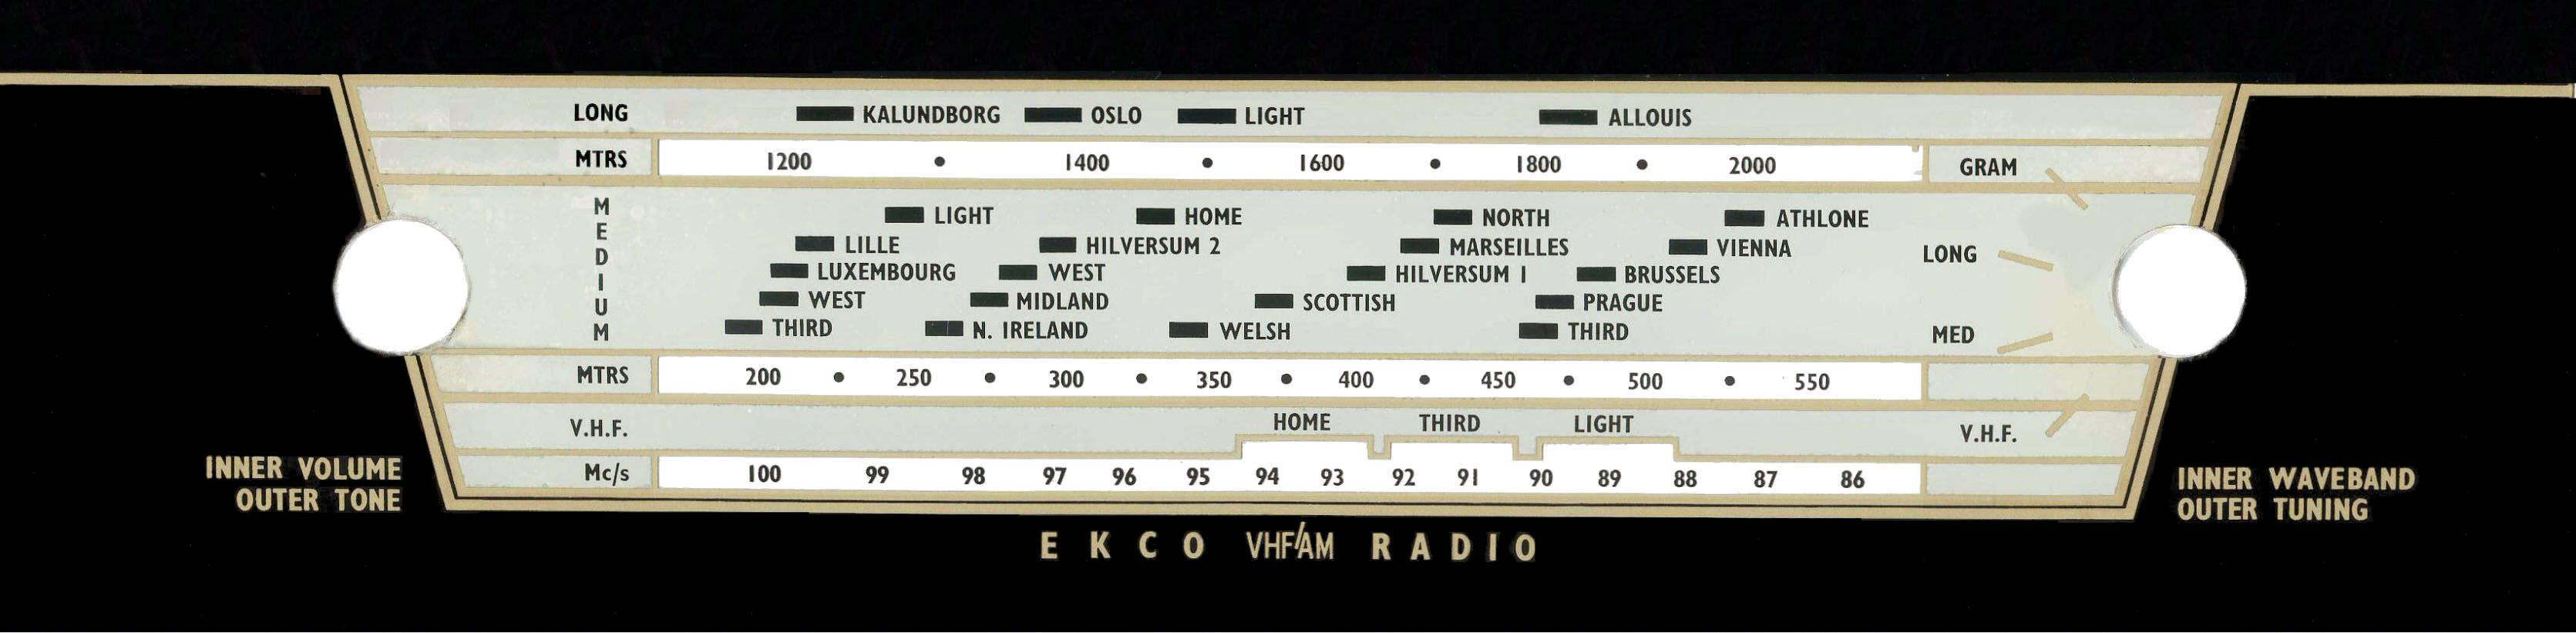 LONG KALUNDBORG OSLO LIGHT ALLOUIS
MTRS 1200 • 1400 • 1600 • 1800 • 2000 GRAM
MEDIUM
LIGHT HOME NORTH ATHLONE
LILLE HILVERSUM 2 MARSEILLES VIENNA LONG
LUXEMBOURG WEST HILVERSUM 1 BRUSSELS
WEST MIDLAND SCOTTISH PRAGUE
THIRD N. IRELAND WELSH THIRD MED
MTRS 200 • 250 • 300 • 350 • 400 • 450 • 500 • 550
V.H.F. HOME THIRD LIGHT V.H.F.
Mc/s 100 99 98 97 96 95 94 93 92 91 90 89 88 87 86
INNER VOLUME
OUTER TONE
INNER WAVEBAND
OUTER TUNING
EKCO VHF/AM RADIO